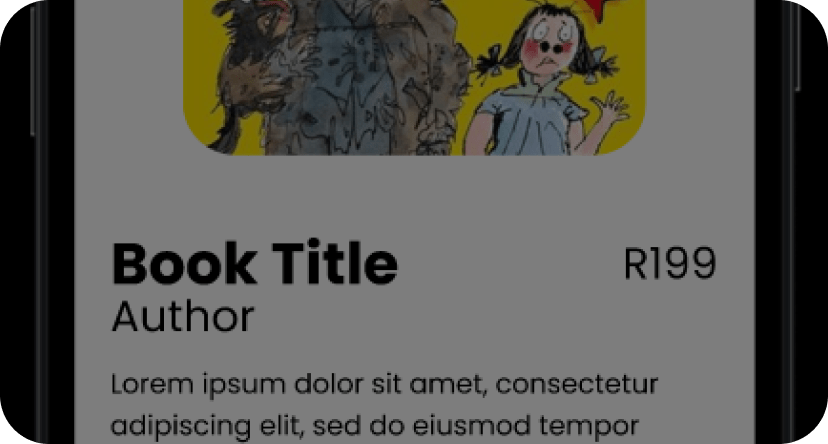 Book Title
R199
Author
Lorem ipsum dolor sit amet, consectetur
adipiscing elit, sed do eiusmod tempor